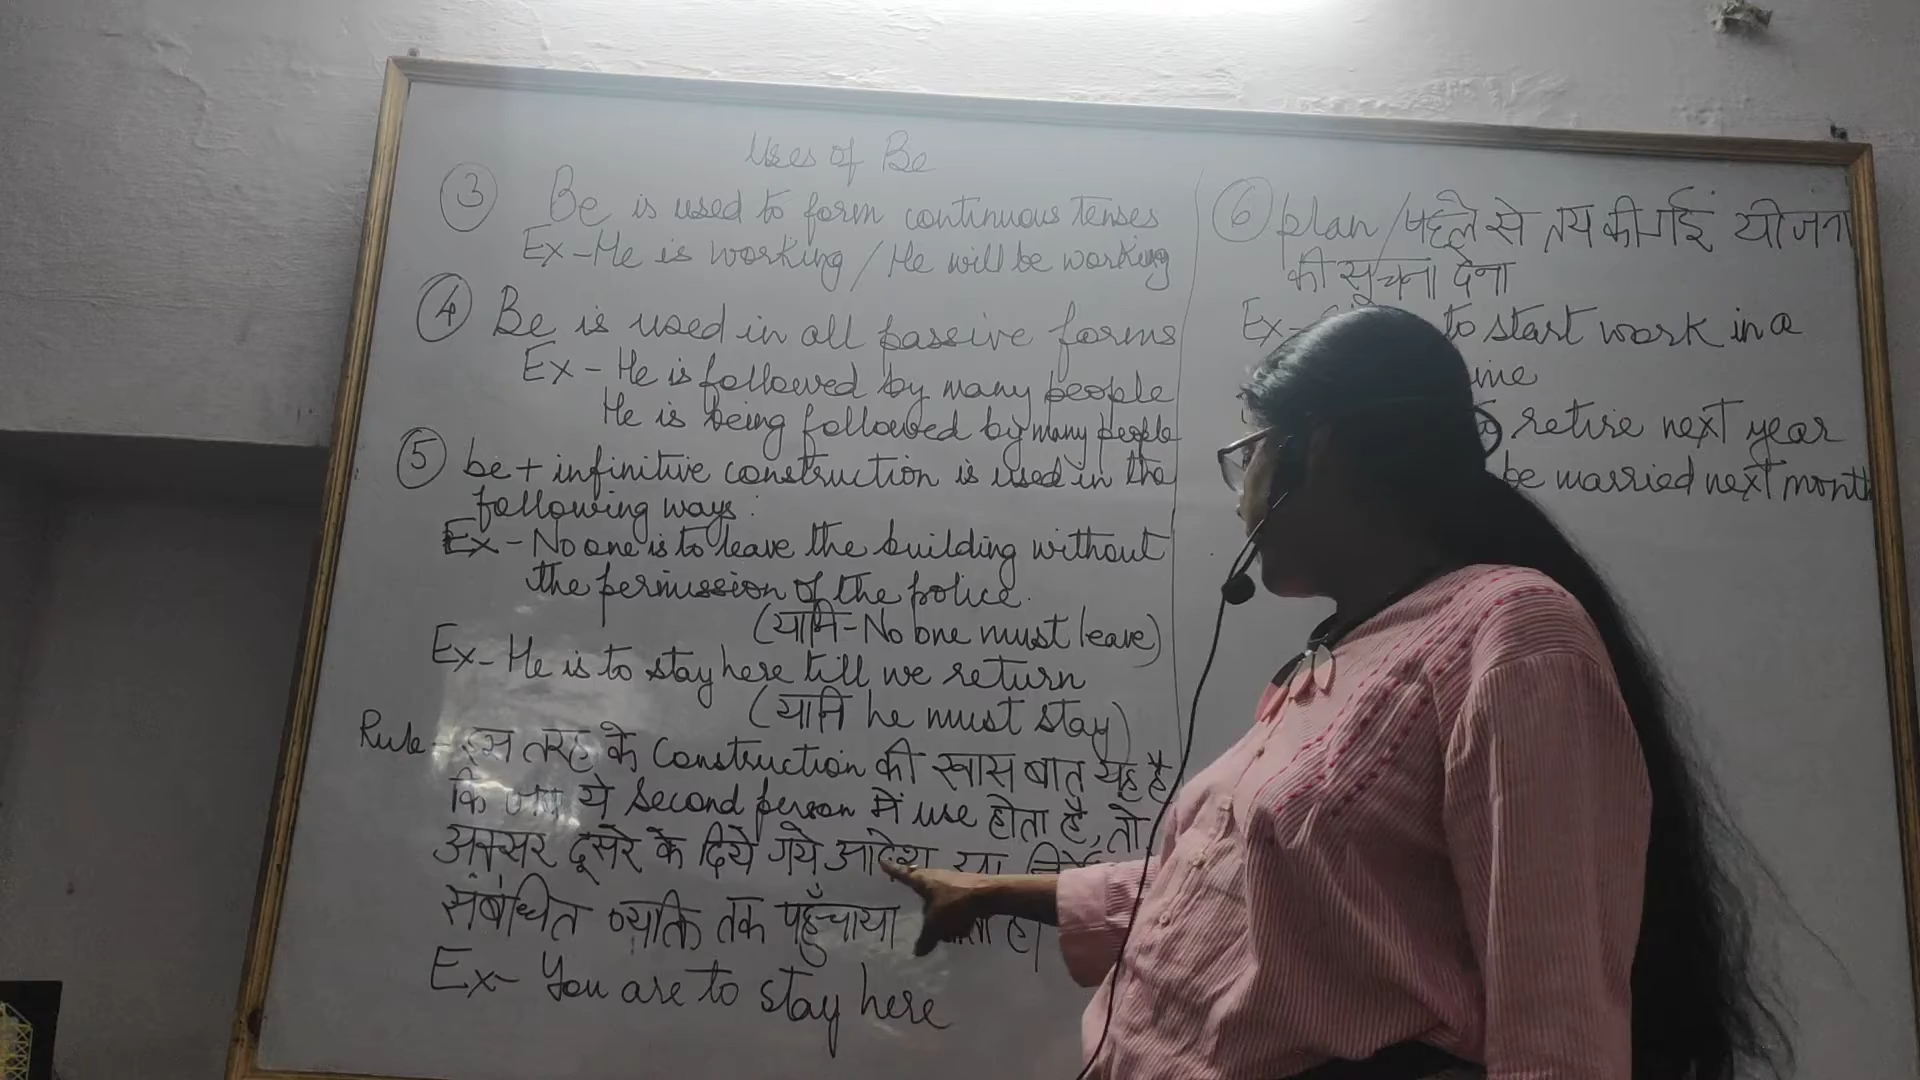 Uses of Be
③ Be is used to form continuous tenses
Ex - He is working / He will be working
④ Be is used in all passive forms
Ex - He is followed by many people
He is being followed by many people
⑤ be + infinitive construction is used in the
following ways :
Ex - No one is to leave the building without
the permission of the police.
(यानि - No one must leave)
Ex - He is to stay here till we return
(यानि he must stay)
Rule - इस तरह के Construction की खास बात यह है
कि जब ये Second person में use होता है, तो
अक्सर दूसरे के दिये गये आदेश या
संबंधित व्यक्ति तक पहुँचाया है।
Ex - You are to stay here
⑥ plan / पहले से तय की गई योजना
की सूचना देना
Ex - to start work in a
retire next year
be married next month